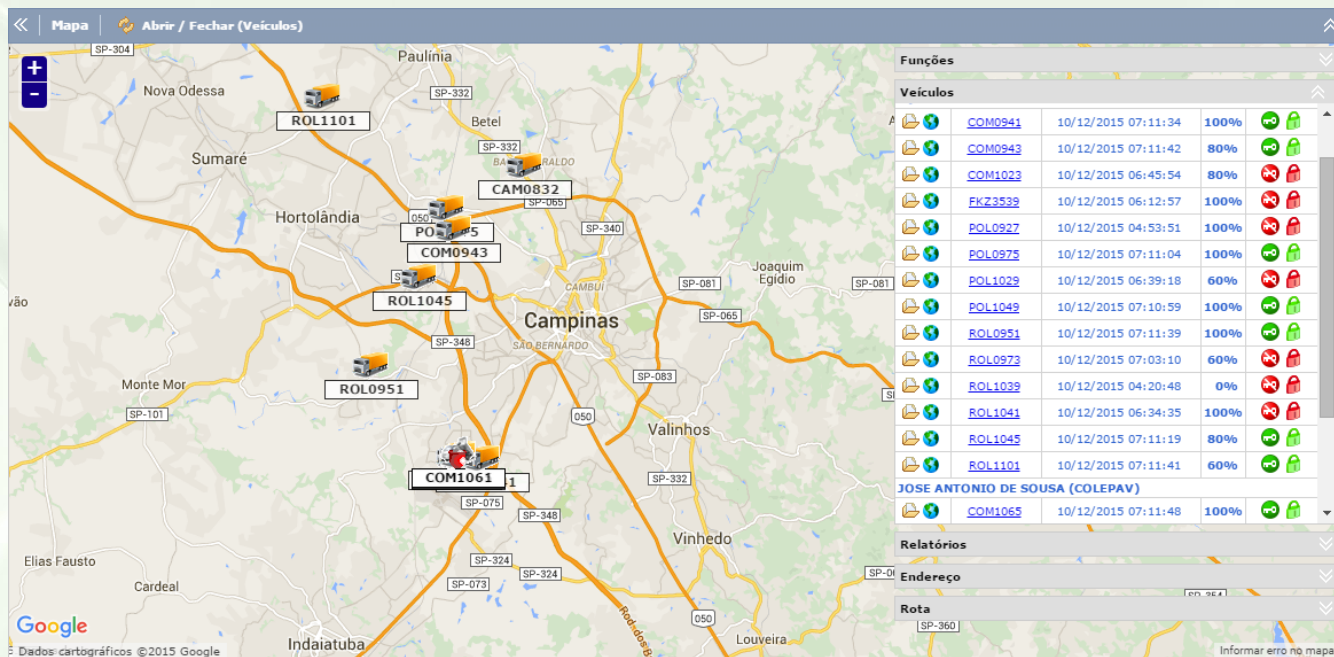 Mapa Abrir / Fechar (Veículos)
SP-304
Paulínia
Nova Odessa
SP-332
ROL1101
Betel
Sumaré
SP-332
CAM0832
SP-065
Hortolândia
050
SP-340
COM0943
Joaquim
Egídio
ROL1045
CAMBUÍ
SP-081
SP-081
Campinas
SP-065
SÃO BERNARDO
SP-348
ROL0951
SP-083
Monte Mor
SP-101
050
Valinhos
COM1061
SP-332
SP-075
SP-348
Vinhedo
Elias Fausto
SP-324
SP-324
Cardeal
SP-073
050
Indaiatuba
Louveira
SP-360
Google
Dados cartográficos ©2015 Google
Informar erro no mapa
Funções
Veículos
COM0941 10/12/2015 07:11:34 100%
COM0943 10/12/2015 07:11:42 80%
COM1023 10/12/2015 06:45:54 80%
FKZ3539 10/12/2015 06:12:57 100%
POL0927 10/12/2015 04:53:51 100%
POL0975 10/12/2015 07:11:04 100%
POL1029 10/12/2015 06:39:18 60%
POL1049 10/12/2015 07:10:59 100%
ROL0951 10/12/2015 07:11:39 100%
ROL0973 10/12/2015 07:03:10 60%
ROL1039 10/12/2015 04:20:48 0%
ROL1041 10/12/2015 06:34:35 100%
ROL1045 10/12/2015 07:11:19 80%
ROL1101 10/12/2015 07:11:41 60%
JOSE ANTONIO DE SOUSA (COLEPAV)
COM1065 10/12/2015 07:11:48 100%
Relatórios
Endereço
Rota